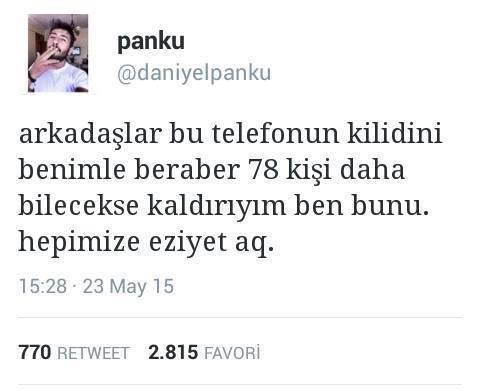 panku
@daniyelpanku
arkadaşlar bu telefonun kilidini
benimle beraber 78 kişi daha
bilecekse kaldırıyım ben bunu.
hepimize eziyet aq.
15:28 · 23 May 15
770 RETWEET 2.815 FAVORİ